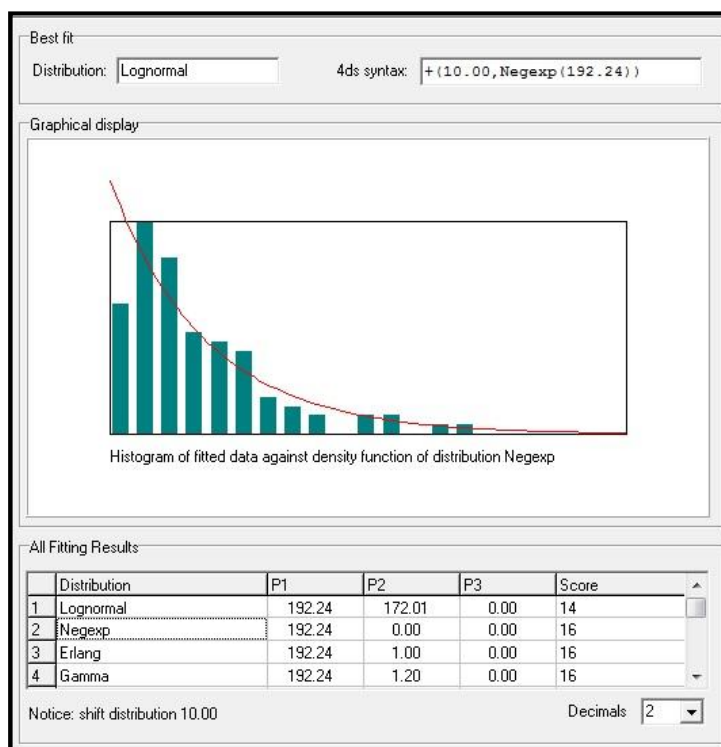 Best fit
Distribution: Lognormal 4ds syntax: +(10.00,Negexp(192.24))
Graphical display
Histogram of fitted data against density function of distribution Negexp
All Fitting Results
Distribution P1 P2 P3 Score
1 Lognormal 192.24 172.01 0.00 14
2 Negexp 192.24 0.00 0.00 16
3 Erlang 192.24 1.00 0.00 16
4 Gamma 192.24 1.20 0.00 16
Notice: shift distribution 10.00 Decimals 2